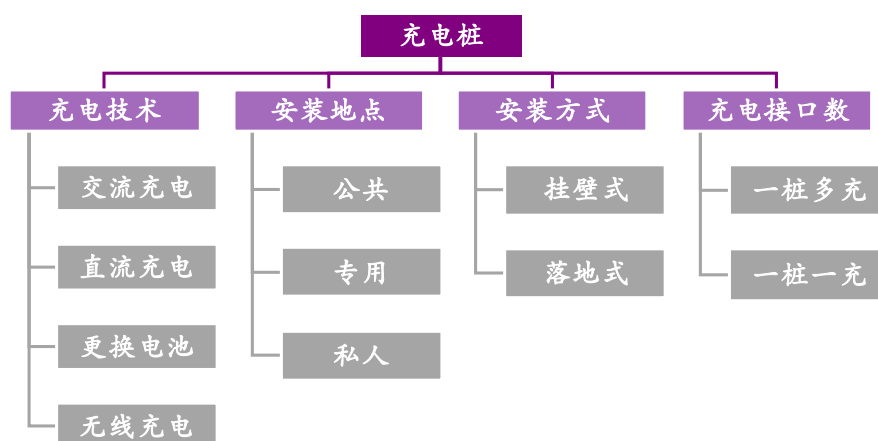 充电桩
充电技术
安装地点
安装方式
充电接口数
交流充电
公共
挂壁式
一桩多充
直流充电
专用
落地式
一桩一充
更换电池
私人
无线充电